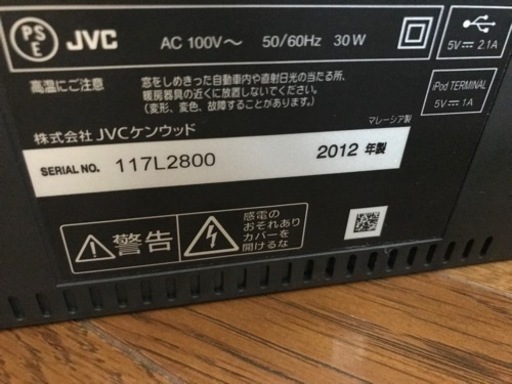 PSE JVC AC 100V～ 50/60Hz 30W
5V⎓2.1A
高温にご注意
窓をしめきった自動車内や直射日光の当たる所、
暖房器具の近くに放置しないでください。
(変形、変色、故障することがあります。)
iPod TERMINAL
5V⎓1A
株式会社JVCケンウッド
マレーシア製
SERIAL NO. 117L2800 2012 年製
警告
感電の
おそれあり
カバーを
開けるな